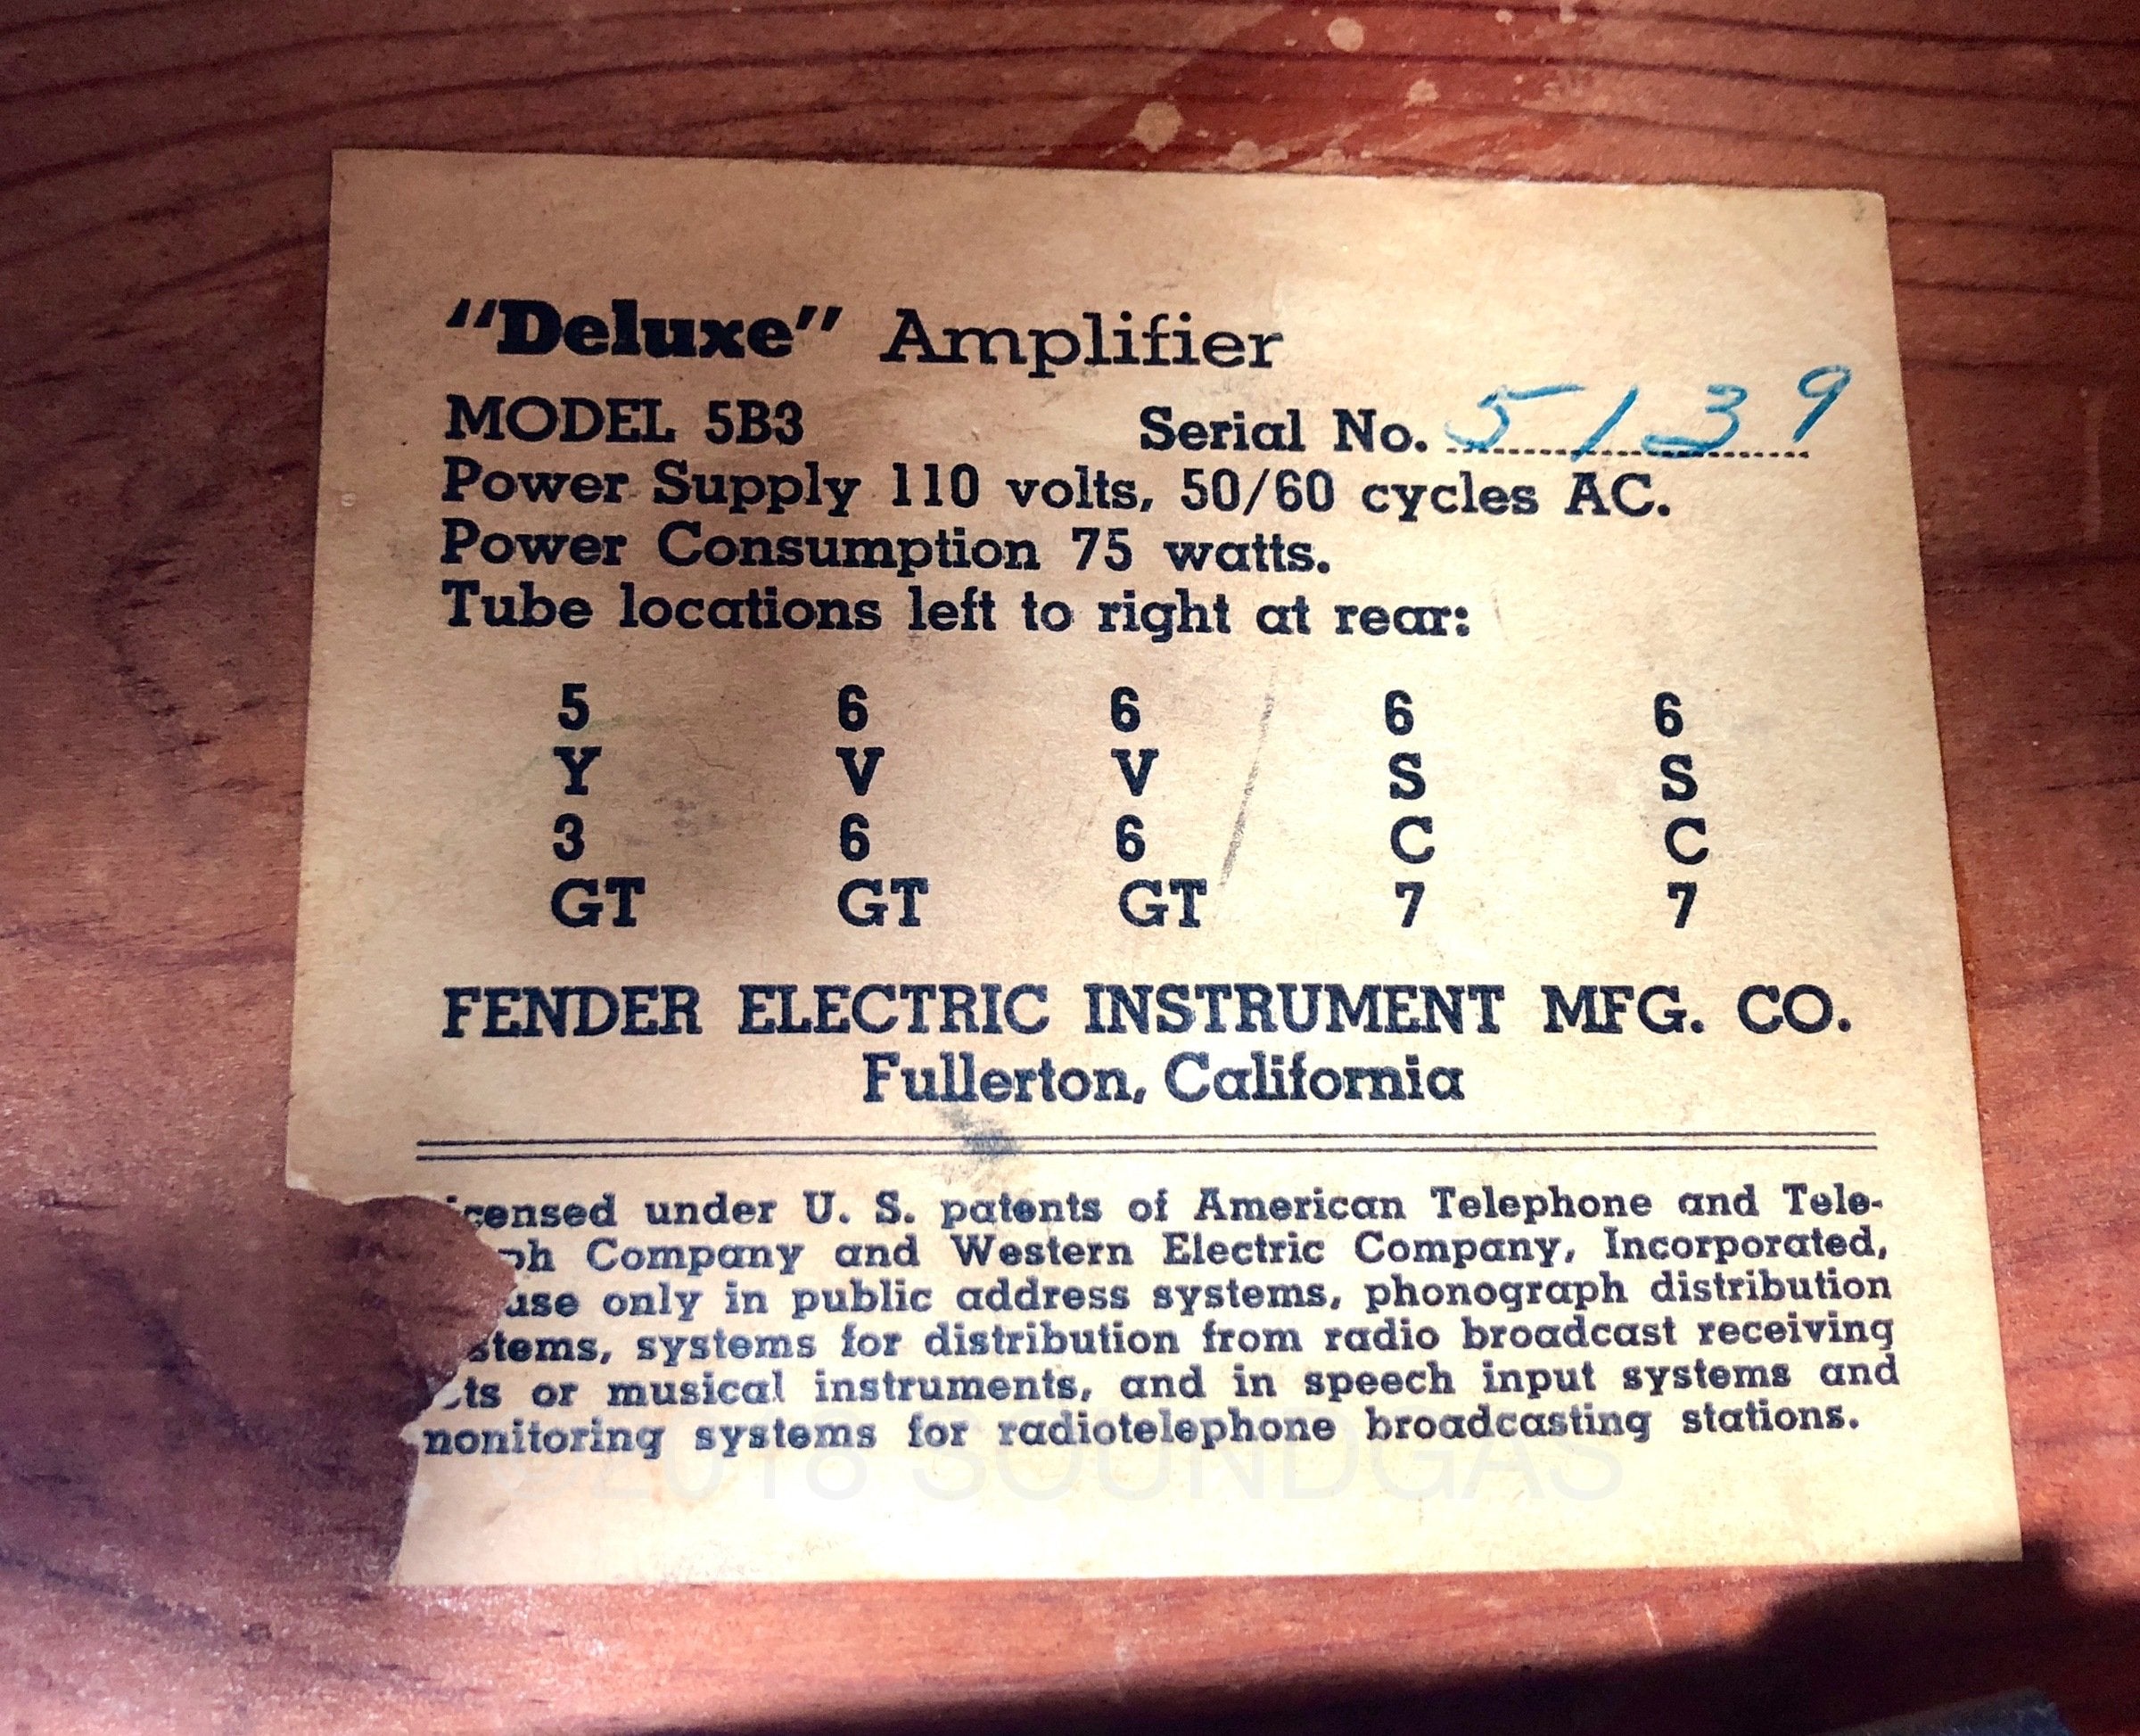 "Deluxe" Amplifier
MODEL 5B3 Serial No. 5139
Power Supply 110 volts, 50/60 cycles AC.
Power Consumption 75 watts.
Tube locations left to right at rear:
5 6 6 6 6
Y V V S S
3 6 6 C C
GT GT GT 7 7
FENDER ELECTRIC INSTRUMENT MFG. CO.
Fullerton, California
icensed under U. S. patents of American Telephone and Tele-
ph Company and Western Electric Company, Incorporated,
use only in public address systems, phonograph distribution
stems, systems for distribution from radio broadcast receiving
ts or musical instruments, and in speech input systems and
monitoring systems for radiotelephone broadcasting stations.
©2018 SOUNDGAS